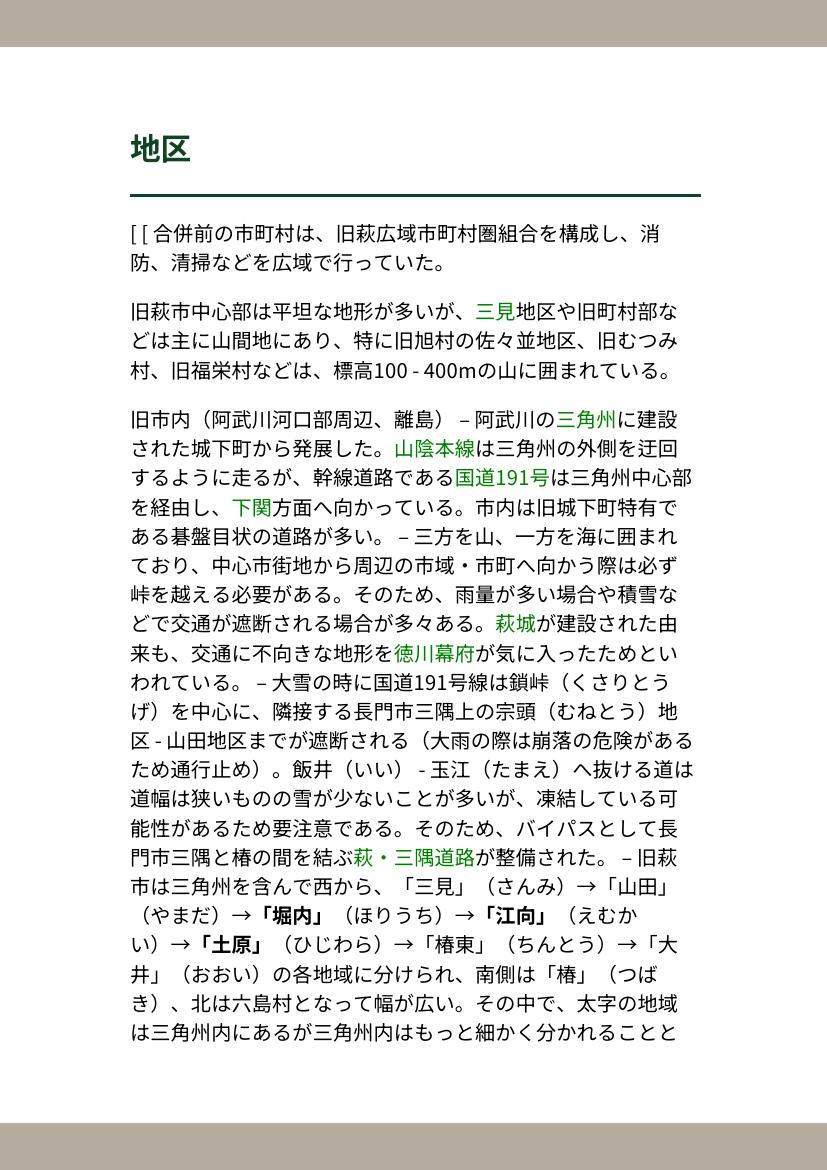 地区
[ [ 合併前の市町村は、旧萩広域市町村圏組合を構成し、消
防、清掃などを広域で行っていた。
旧萩市中心部は平坦な地形が多いが、三見地区や旧町村部な
どは主に山間地にあり、特に旧旭村の佐々並地区、旧むつみ
村、旧福栄村などは、標高100 - 400mの山に囲まれている。
旧市内（阿武川河口部周辺、離島） – 阿武川の三角州に建設
された城下町から発展した。山陰本線は三角州の外側を迂回
するように走るが、幹線道路である国道191号は三角州中心部
を経由し、下関方面へ向かっている。市内は旧城下町特有で
ある碁盤目状の道路が多い。 – 三方を山、一方を海に囲まれ
ており、中心市街地から周辺の市域・市町へ向かう際は必ず
峠を越える必要がある。そのため、雨量が多い場合や積雪な
どで交通が遮断される場合が多々ある。萩城が建設された由
来も、交通に不向きな地形を徳川幕府が気に入ったためとい
われている。 – 大雪の時に国道191号線は鎖峠（くさりとう
げ）を中心に、隣接する長門市三隅上の宗頭（むねとう）地
区 - 山田地区までが遮断される（大雨の際は崩落の危険がある
ため通行止め）。飯井（いい） - 玉江（たまえ）へ抜ける道は
道幅は狭いものの雪が少ないことが多いが、凍結している可
能性があるため要注意である。そのため、バイパスとして長
門市三隅と椿の間を結ぶ萩・三隅道路が整備された。 – 旧萩
市は三角州を含んで西から、「三見」（さんみ）→「山田」
（やまだ）→「堀内」（ほりうち）→「江向」（えむか
い）→「土原」（ひじわら）→「椿東」（ちんとう）→「大
井」（おおい）の各地域に分けられ、南側は「椿」（つば
き）、北は六島村となって幅が広い。その中で、太字の地域
は三角州内にあるが三角州内はもっと細かく分かれることと